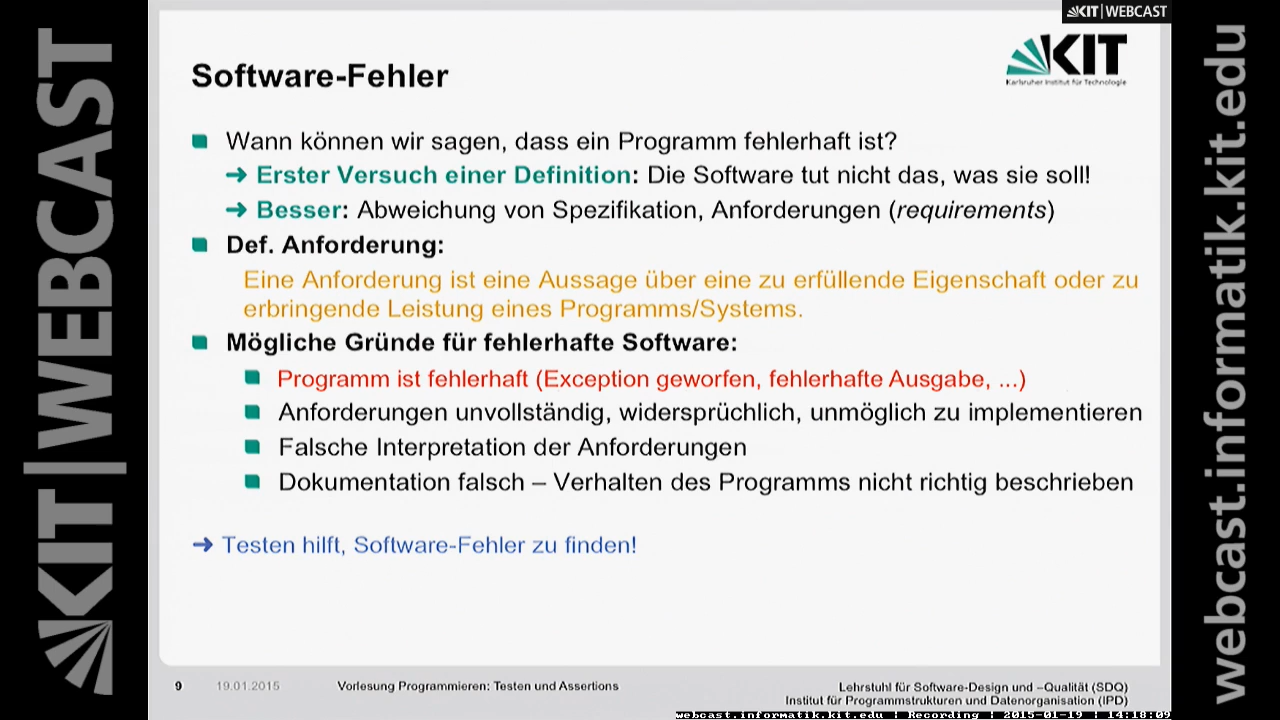 KIT|WEBCAST
KIT|WEBCAST
webcast.informatik.kit.edu
KIT
Karlsruher Institut für Technologie
Software-Fehler
Wann können wir sagen, dass ein Programm fehlerhaft ist?
➔ Erster Versuch einer Definition: Die Software tut nicht das, was sie soll!
➔ Besser: Abweichung von Spezifikation, Anforderungen (requirements)
Def. Anforderung:
Eine Anforderung ist eine Aussage über eine zu erfüllende Eigenschaft oder zu
erbringende Leistung eines Programms/Systems.
Mögliche Gründe für fehlerhafte Software:
Programm ist fehlerhaft (Exception geworfen, fehlerhafte Ausgabe, ...)
Anforderungen unvollständig, widersprüchlich, unmöglich zu implementieren
Falsche Interpretation der Anforderungen
Dokumentation falsch – Verhalten des Programms nicht richtig beschrieben
➔ Testen hilft, Software-Fehler zu finden!
9 19.01.2015 Vorlesung Programmieren: Testen und Assertions
Lehrstuhl für Software-Design und –Qualität (SDQ)
Institut für Programmstrukturen und Datenorganisation (IPD)
webcast.informatik.kit.edu | Recording | 2015-01-19 | 14:18:09